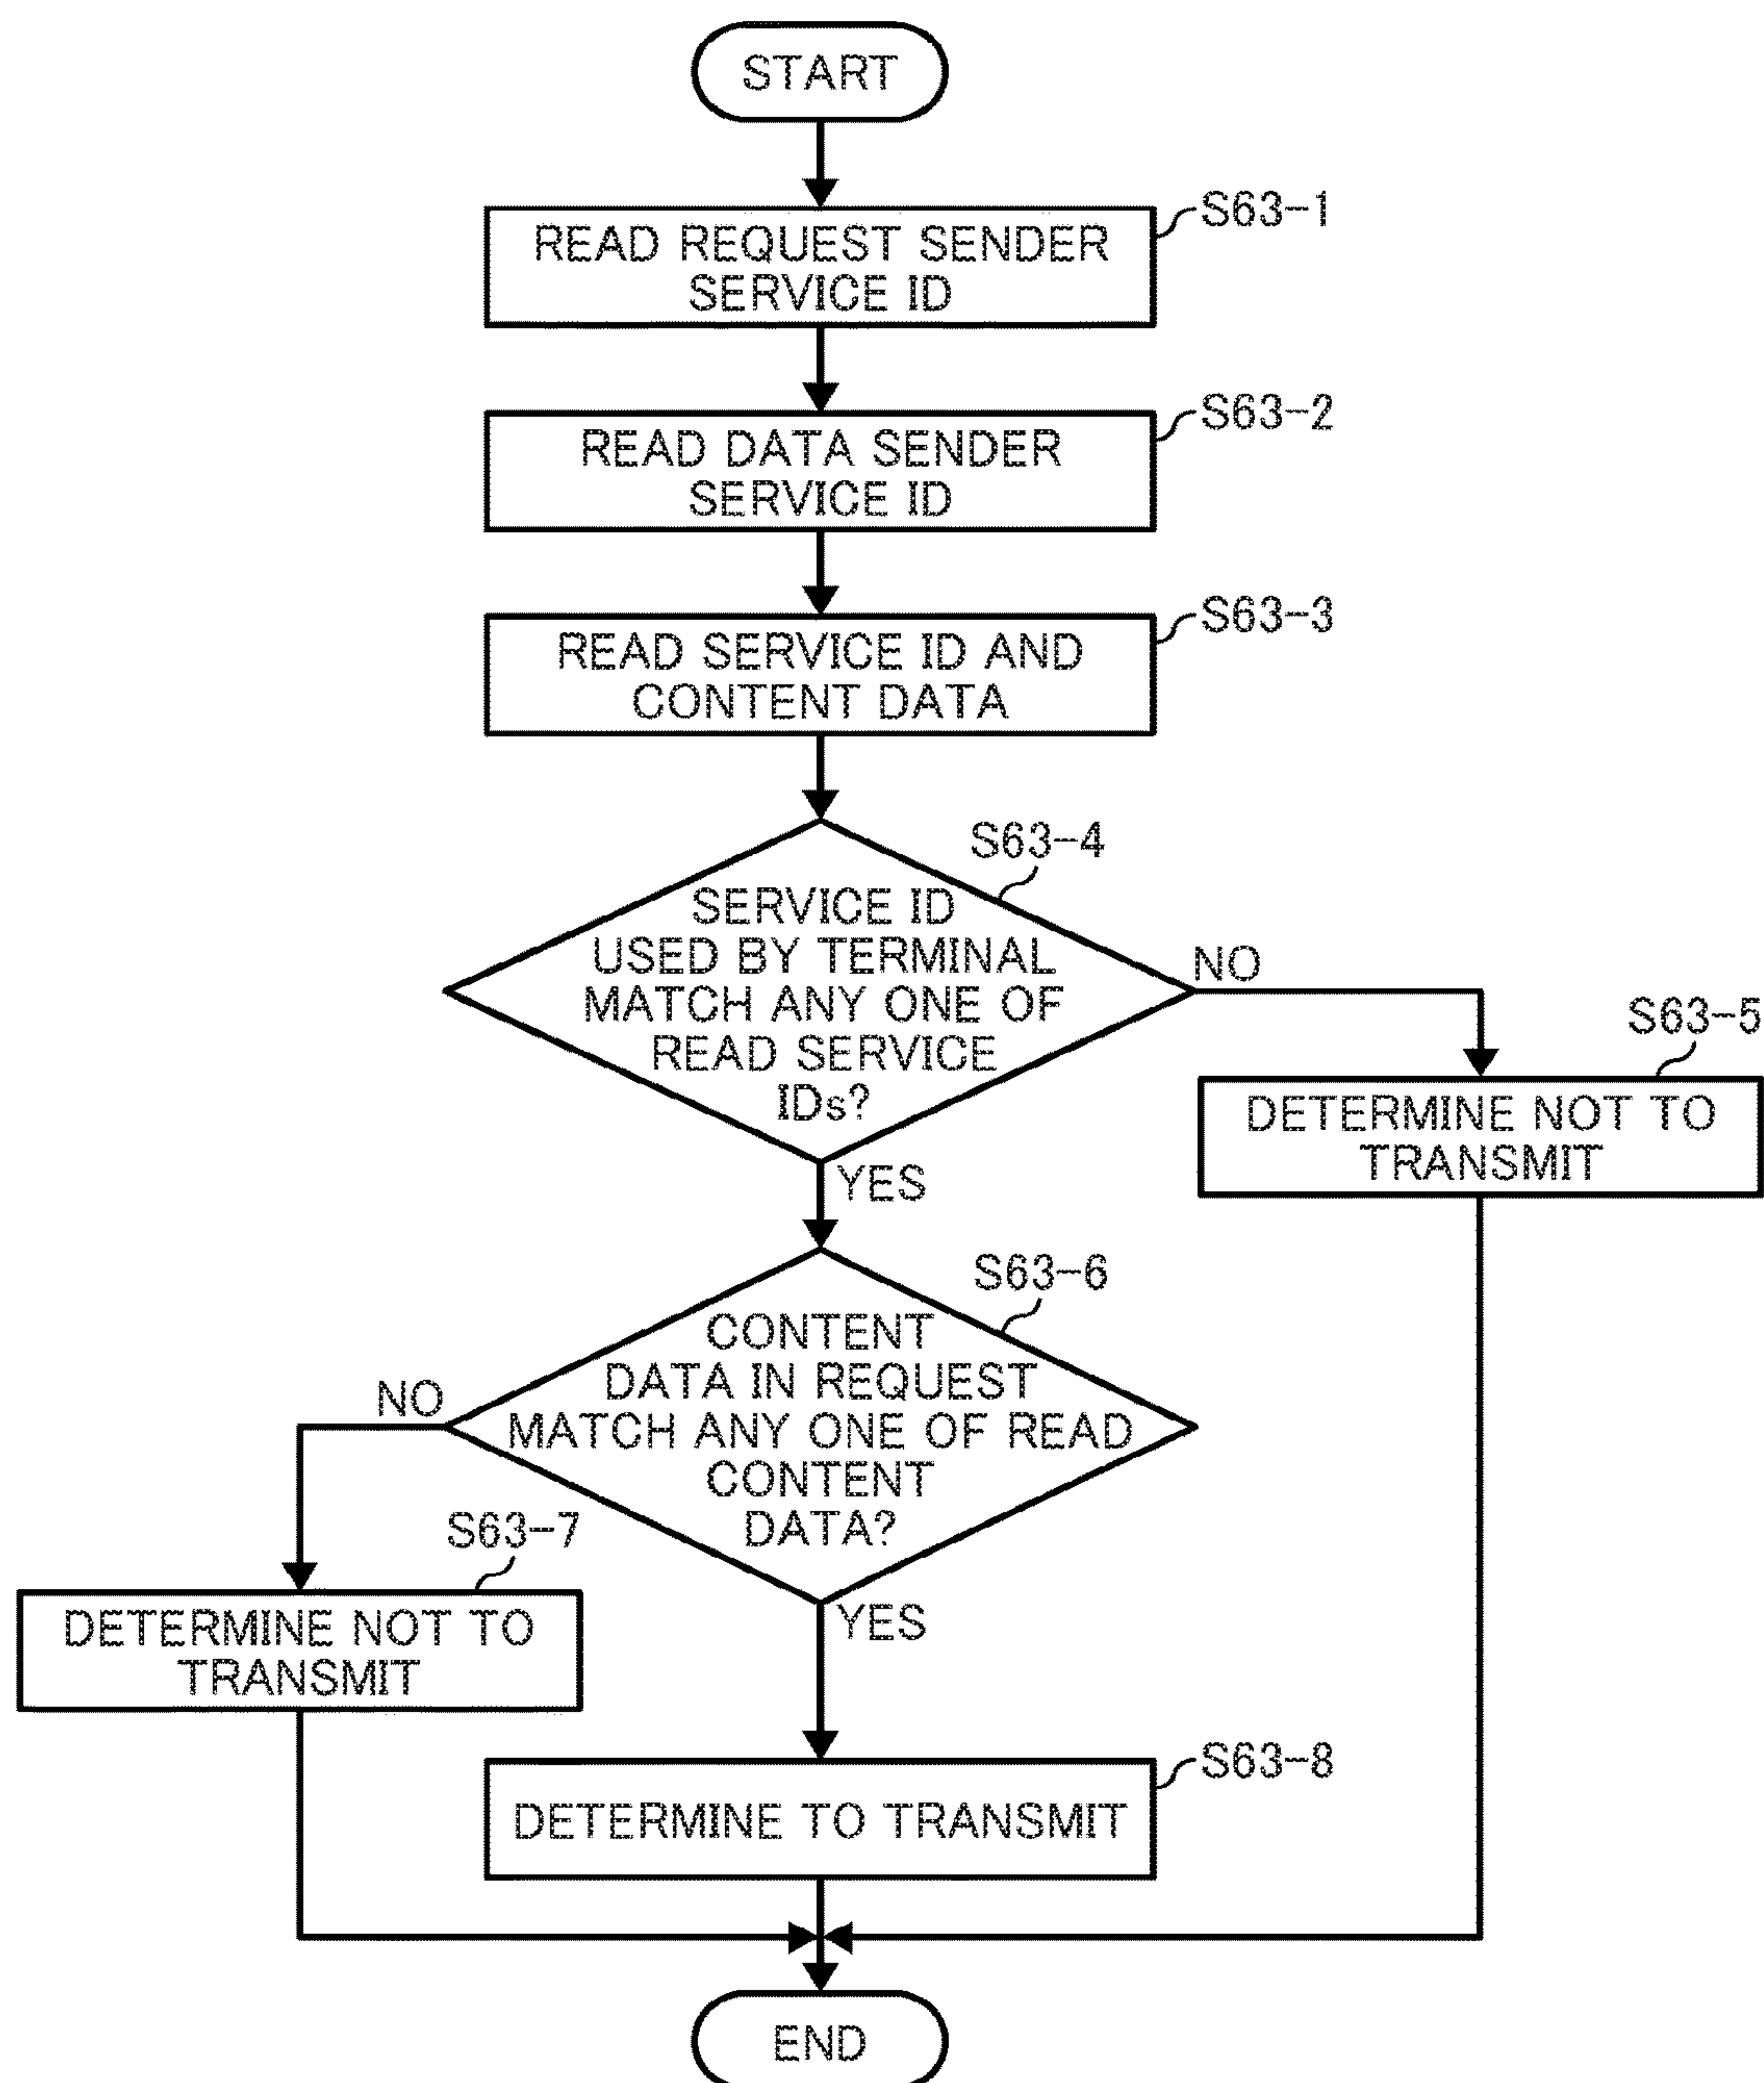 START
S63-1
READ REQUEST SENDER
SERVICE ID
S63-2
READ DATA SENDER
SERVICE ID
S63-3
READ SERVICE ID AND
CONTENT DATA
S63-4
SERVICE ID
USED BY TERMINAL
MATCH ANY ONE OF
READ SERVICE
IDs?
NO
S63-5
DETERMINE NOT TO
TRANSMIT
YES
S63-6
CONTENT
DATA IN REQUEST
MATCH ANY ONE OF READ
CONTENT
DATA?
NO
S63-7
DETERMINE NOT TO
TRANSMIT
YES
S63-8
DETERMINE TO TRANSMIT
END